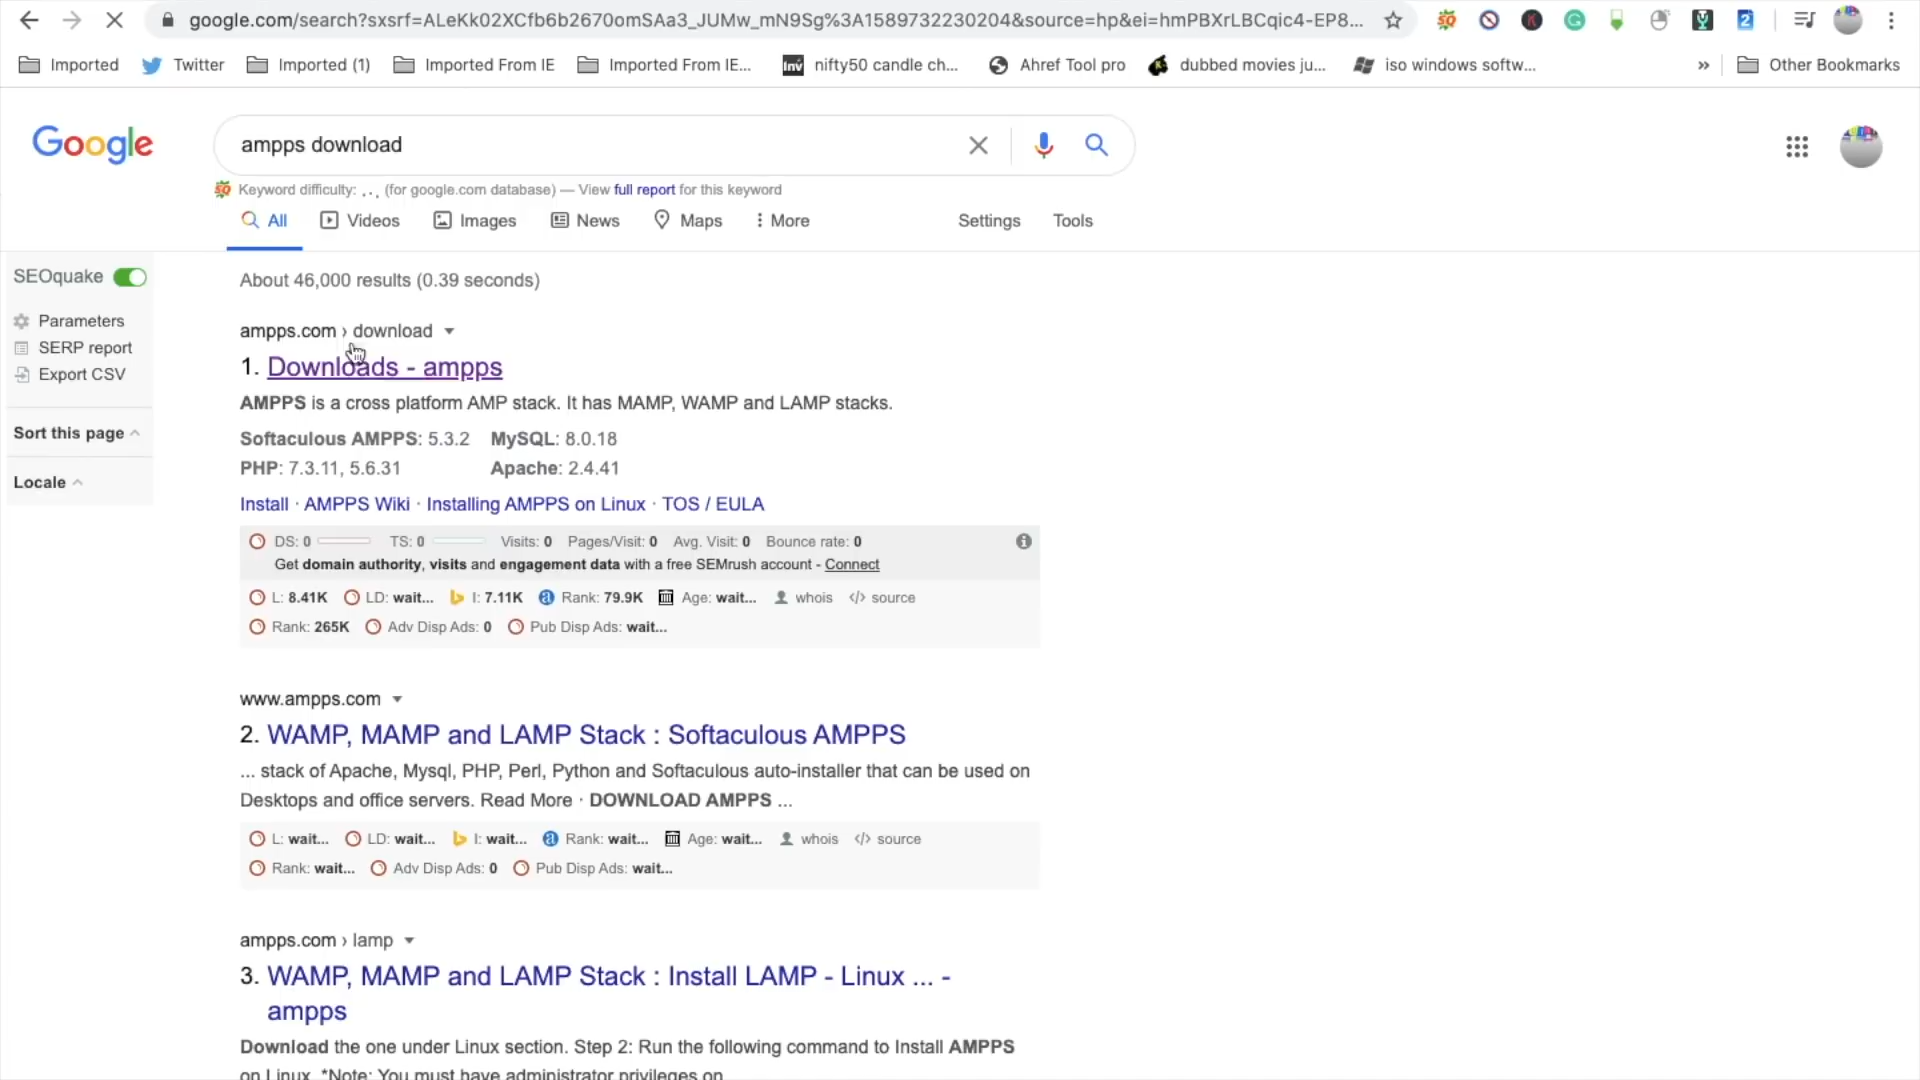 google.com/search?sxsrf=ALeKk02XCfb6b2670omSAa3_JUMw_mN9Sg%3A1589732230204&source=hp&ei=hmPBXrLBCqic4-EP8...
Imported Twitter Imported (1) Imported From IE Imported From IE... nifty50 candle ch... Ahref Tool pro dubbed movies ju... iso windows softw... » Other Bookmarks
Google
ampps download
Keyword difficulty: . . . (for google.com database) — View full report for this keyword
All Videos Images News Maps More Settings Tools
SEOquake
Parameters
SERP report
Export CSV
Sort this page
Locale
About 46,000 results (0.39 seconds)
ampps.com › download
1. Downloads - ampps
AMPPS is a cross platform AMP stack. It has MAMP, WAMP and LAMP stacks.
Softaculous AMPPS: 5.3.2 MySQL: 8.0.18
PHP: 7.3.11, 5.6.31 Apache: 2.4.41
Install · AMPPS Wiki · Installing AMPPS on Linux · TOS / EULA
DS: 0 TS: 0 Visits: 0 Pages/Visit: 0 Avg. Visit: 0 Bounce rate: 0
Get domain authority, visits and engagement data with a free SEMrush account - Connect
L: 8.41K LD: wait... I: 7.11K Rank: 79.9K Age: wait... whois </> source
Rank: 265K Adv Disp Ads: 0 Pub Disp Ads: wait...
www.ampps.com
2. WAMP, MAMP and LAMP Stack : Softaculous AMPPS
... stack of Apache, Mysql, PHP, Perl, Python and Softaculous auto-installer that can be used on
Desktops and office servers. Read More · DOWNLOAD AMPPS ...
L: wait... LD: wait... I: wait... Rank: wait... Age: wait... whois </> source
Rank: wait... Adv Disp Ads: 0 Pub Disp Ads: wait...
ampps.com › lamp
3. WAMP, MAMP and LAMP Stack : Install LAMP - Linux ... -
ampps
Download the one under Linux section. Step 2: Run the following command to Install AMPPS
on Linux. *Note: You must have administrator privileges on